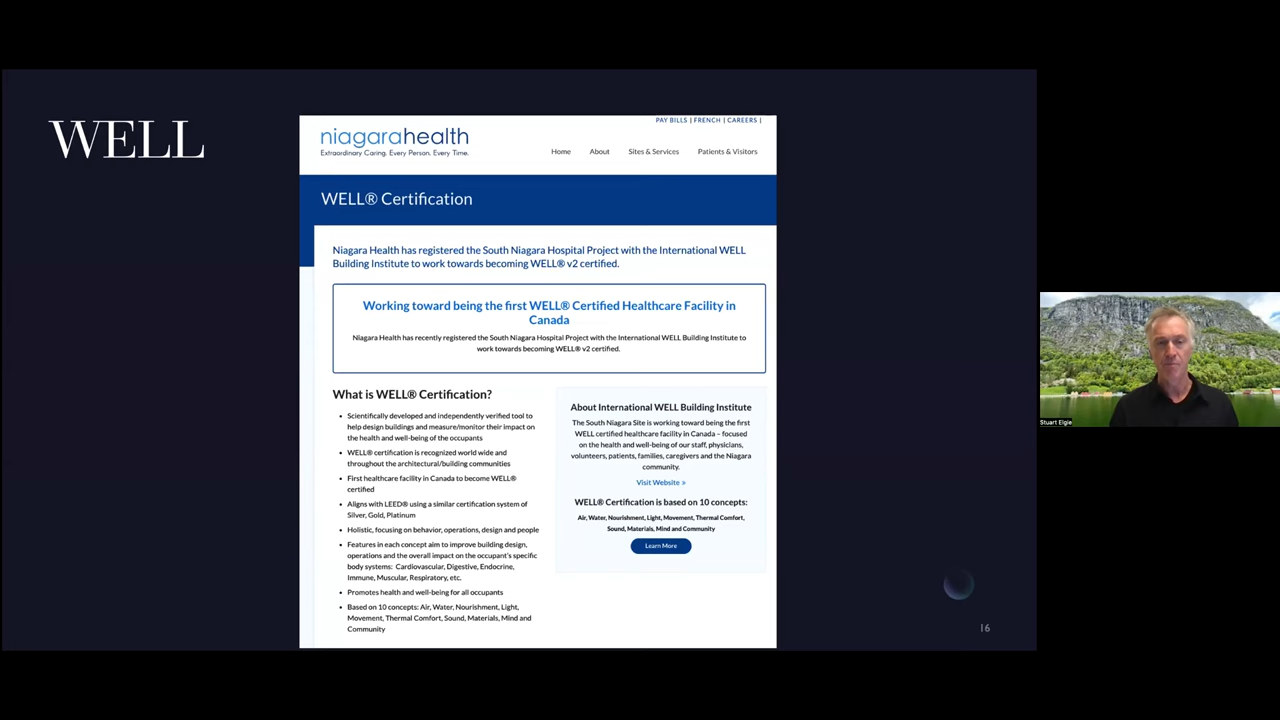 WELL
PAY BILLS | FRENCH | CAREERS |
niagarahealth
Extraordinary Caring. Every Person. Every Time.
Home About Sites & Services Patients & Visitors
WELL® Certification
Niagara Health has registered the South Niagara Hospital Project with the International WELL
Building Institute to work towards becoming WELL® v2 certified.
Working toward being the first WELL® Certified Healthcare Facility in
Canada
Niagara Health has recently registered the South Niagara Hospital Project with the International WELL Building Institute to
work towards becoming WELL® v2 certified.
What is WELL® Certification?
• Scientifically developed and independently verified tool to
help design buildings and measure/monitor their impact on
the health and well-being of the occupants
• WELL® certification is recognized world wide and
throughout the architectural/building communities
• First healthcare facility in Canada to become WELL®
certified
• Aligns with LEED® using a similar certification system of
Silver, Gold, Platinum
• Holistic, focusing on behavior, operations, design and people
• Features in each concept aim to improve building design,
operations and the overall impact on the occupant's specific
body systems: Cardiovascular, Digestive, Endocrine,
Immune, Muscular, Respiratory, etc.
• Promotes health and well-being for all occupants
• Based on 10 concepts: Air, Water, Nourishment, Light,
Movement, Thermal Comfort, Sound, Materials, Mind and
Community
About International WELL Building Institute
The South Niagara Site is working toward being the first
WELL certified healthcare facility in Canada – focused
on the health and well-being of our staff, physicians,
volunteers, patients, families, caregivers and the Niagara
community.
Visit Website »
WELL® Certification is based on 10 concepts:
Air, Water, Nourishment, Light, Movement, Thermal Comfort,
Sound, Materials, Mind and Community
Learn More
16
Stuart Elgie